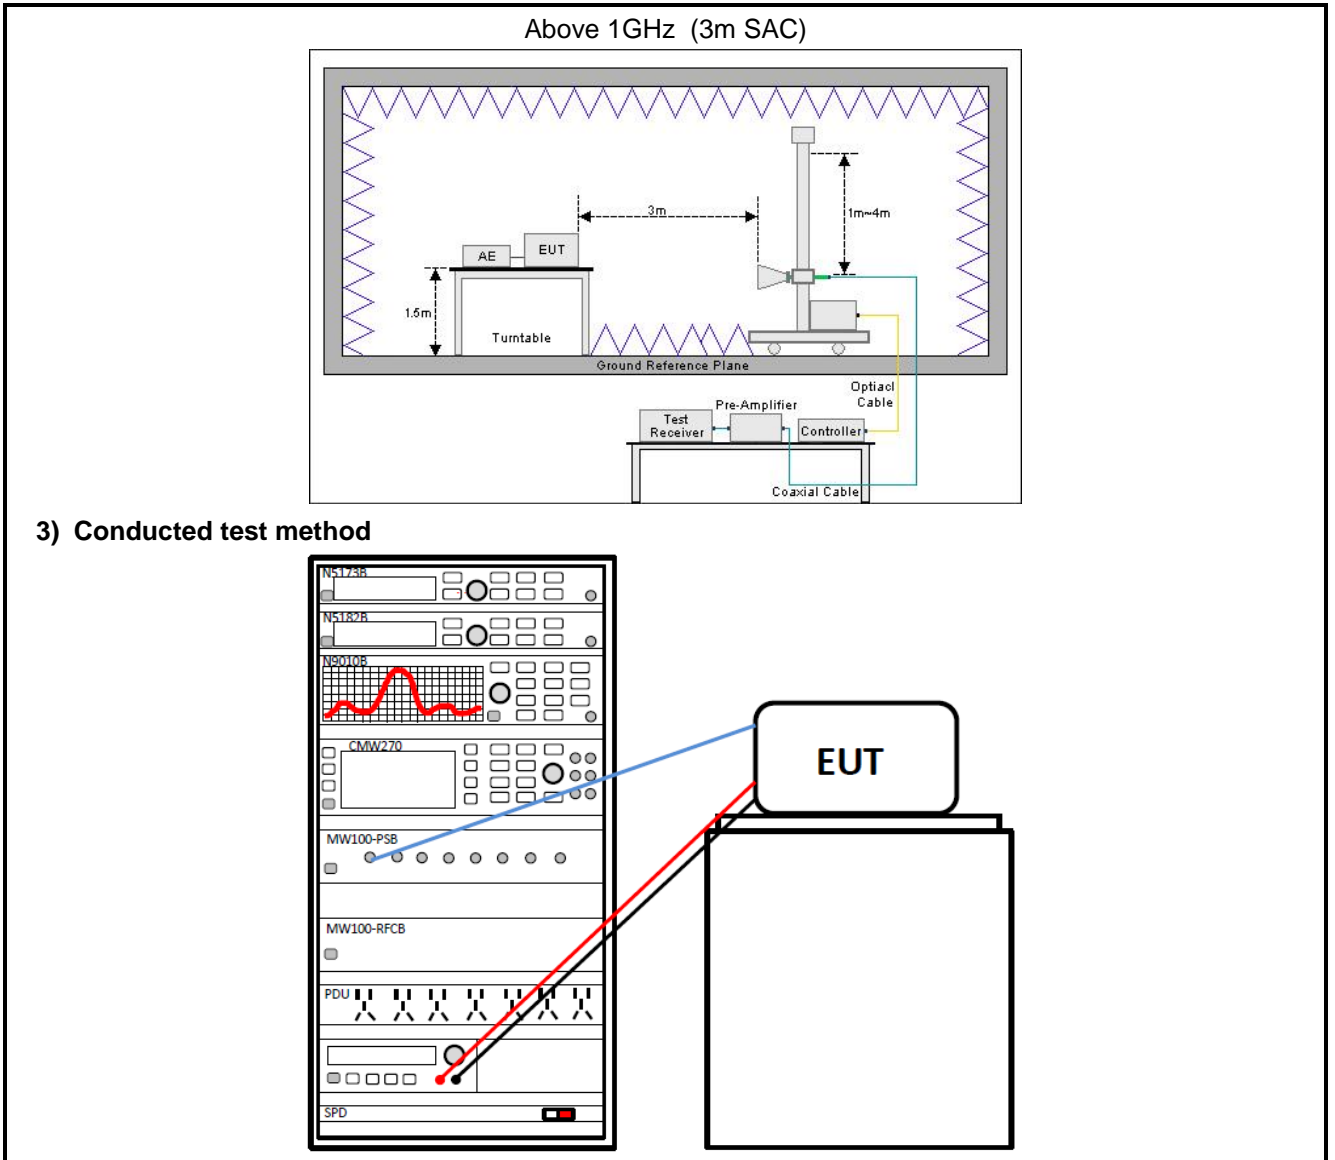 Above 1GHz (3m SAC)
3m
1m~4m
AE
EUT
1.5m
Turntable
Ground Reference Plane
Optiacl
Cable
Pre-Amplifier
Test
Receiver
Controller
Coaxial Cable
3) Conducted test method
N5173B
N5182B
N9010B
CMW270
EUT
MW100-PSB
MW100-RFCB
PDU
SPD